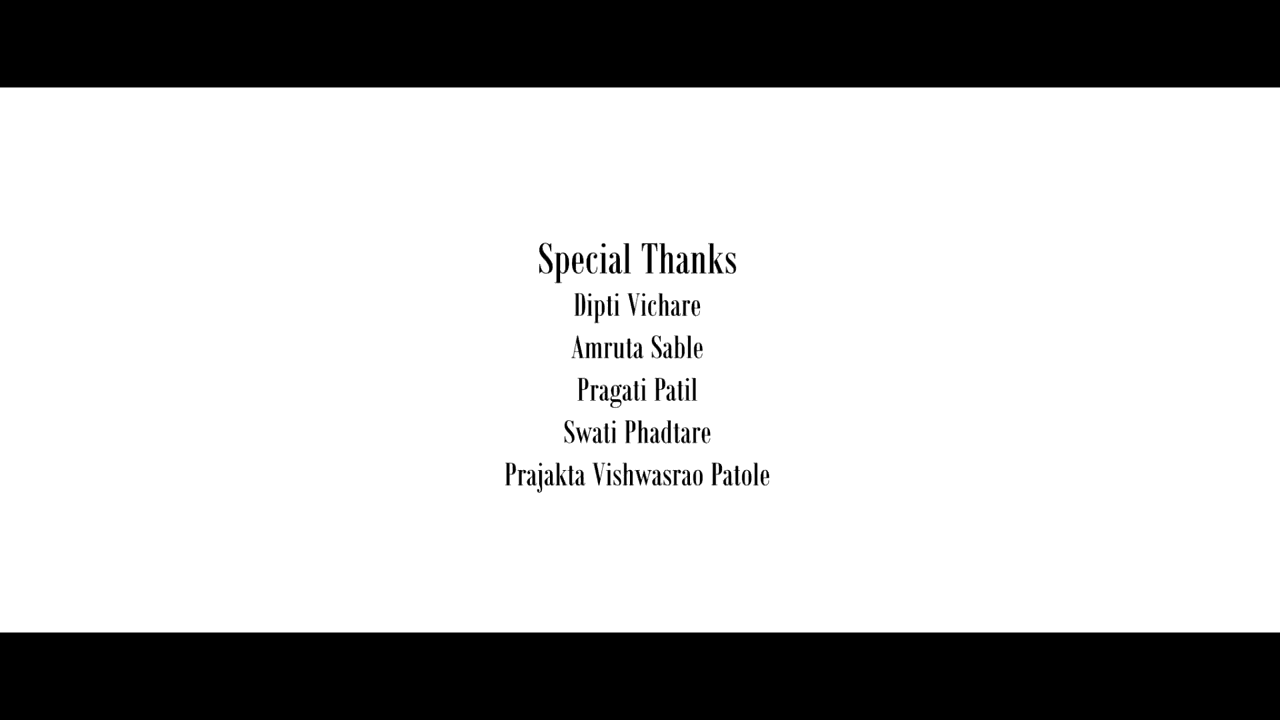 Special Thanks
Dipti Vichare
Amruta Sable
Pragati Patil
Swati Phadtare
Prajakta Vishwasrao Patole